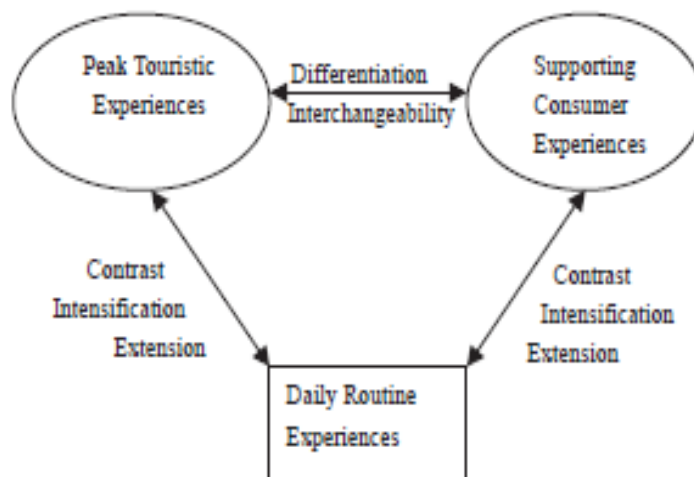 Peak Touristic
Experiences
Differentiation
Interchangeability
Supporting
Consumer
Experiences
Contrast
Intensification
Extension
Contrast
Intensification
Extension
Daily Routine
Experiences